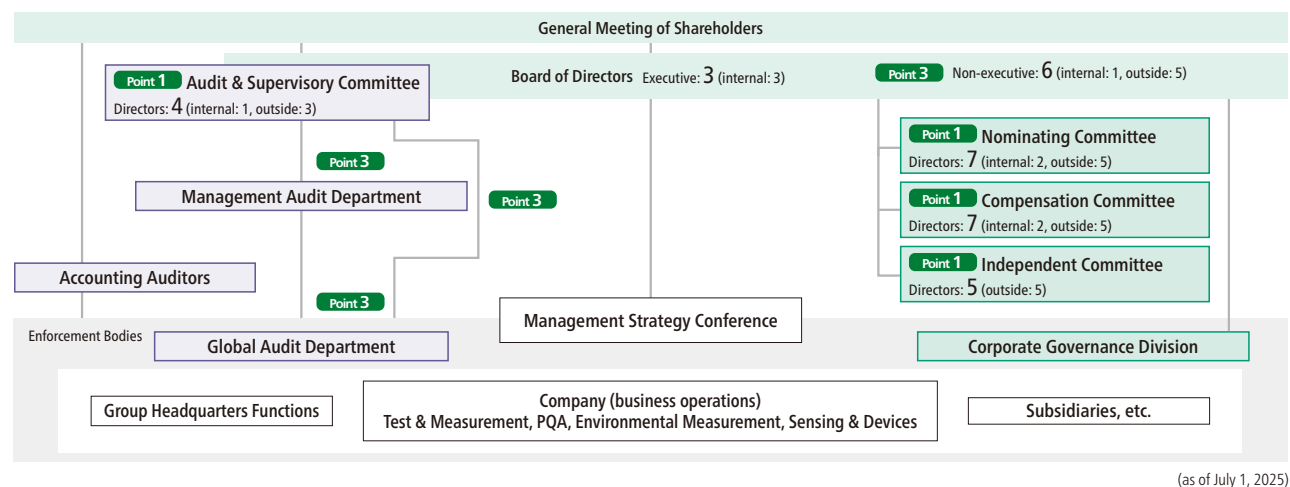 General Meeting of Shareholders
Point 1 Audit & Supervisory Committee
Directors: 4 (internal: 1, outside: 3)
Board of Directors Executive: 3 (internal: 3)
Point 3 Non-executive: 6 (internal: 1, outside: 5)
Point 1 Nominating Committee
Directors: 7 (internal: 2, outside: 5)
Point 3
Management Audit Department
Point 3
Point 1 Compensation Committee
Directors: 7 (internal: 2, outside: 5)
Point 1 Independent Committee
Directors: 5 (outside: 5)
Accounting Auditors
Point 3
Management Strategy Conference
Enforcement Bodies
Global Audit Department
Corporate Governance Division
Group Headquarters Functions
Company (business operations)
Test & Measurement, PQA, Environmental Measurement, Sensing & Devices
Subsidiaries, etc.
(as of July 1, 2025)